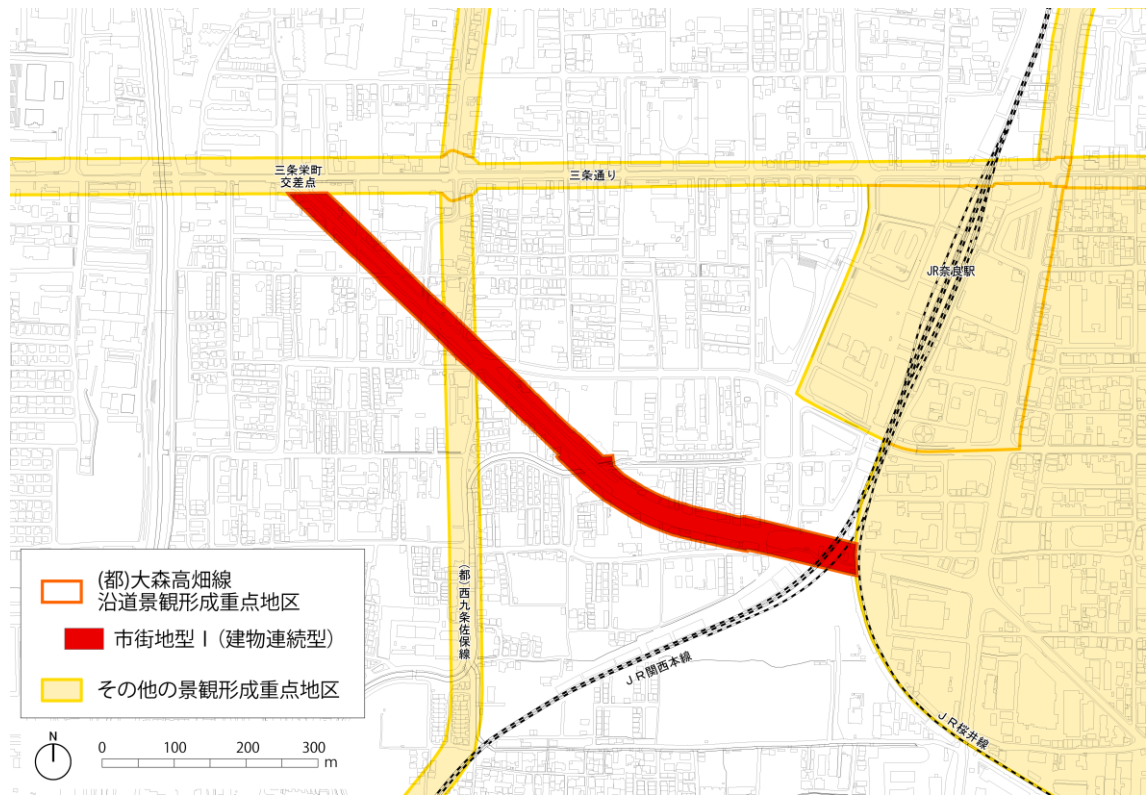 三条栄町
交差点
三条通り
JR奈良駅
(都)西九条佐保線
JR関西本線
JR桜井線
(都)大森高畑線
沿道景観形成重点地区
市街地型Ⅰ(建物連続型)
その他の景観形成重点地区
N
0 100 200 300
m